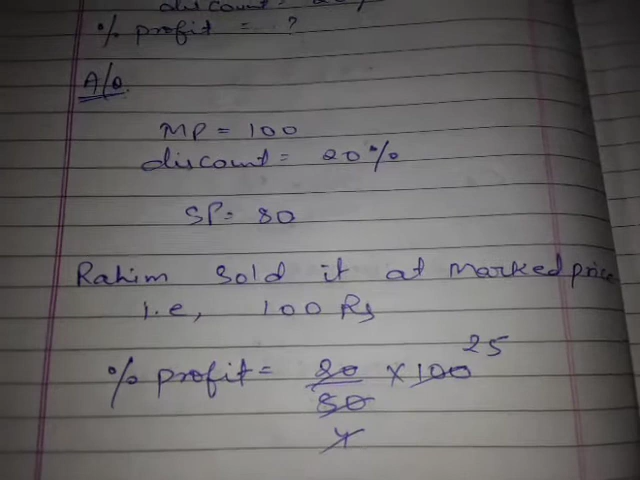 discount =
% profit = ?
A/Q.
MP = 100
discount = 20%
SP = 80
Rahim sold it at marked price
i.e, 100 Rs
% profit = 20/80 × 100 25
4